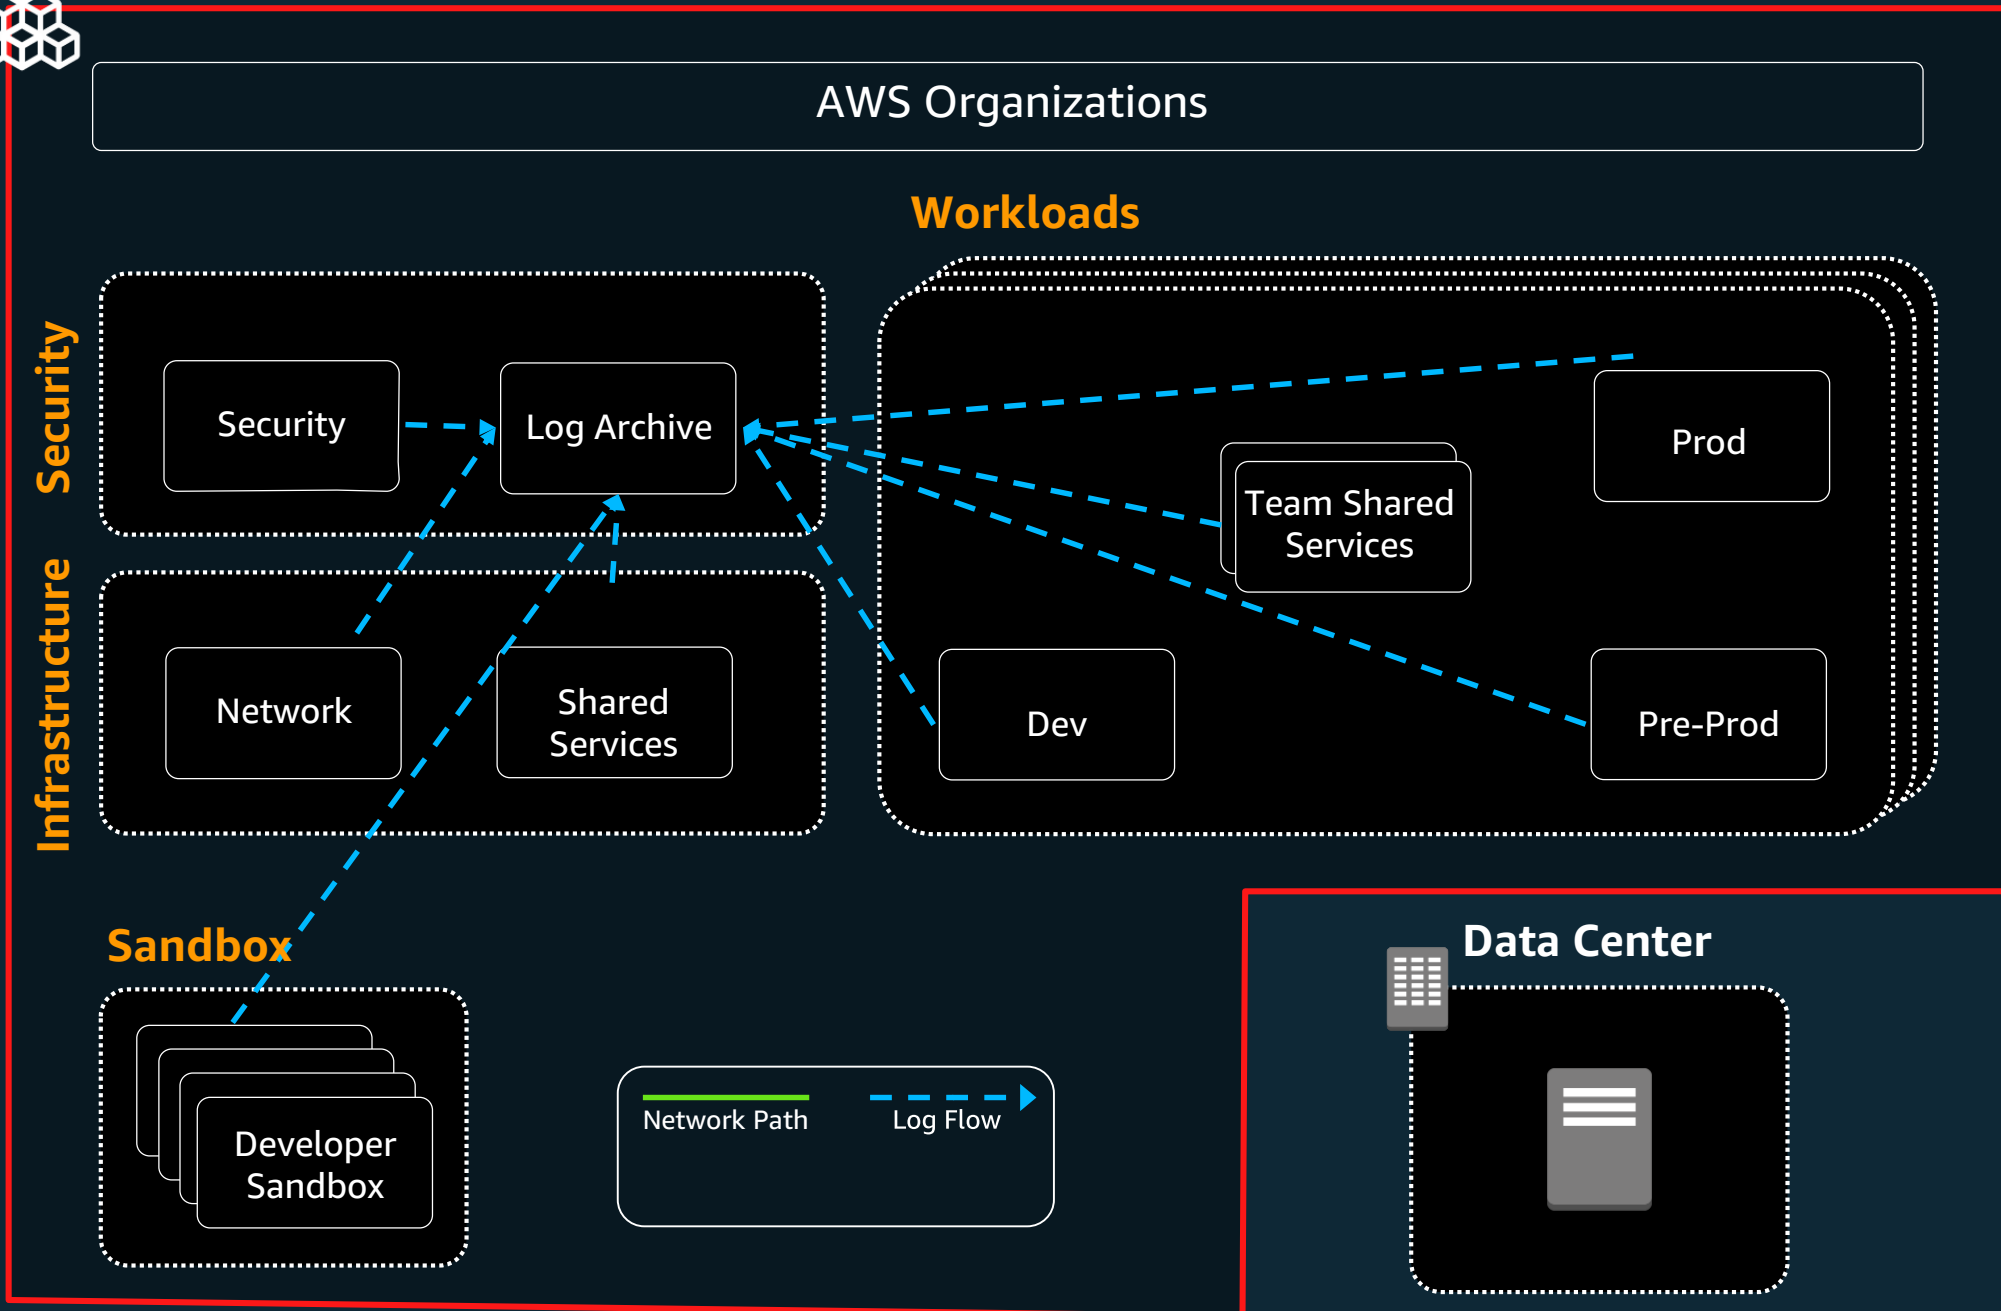 AWS Organizations
Workloads
Security
Security
Log Archive
Prod
Team Shared
Services
Infrastructure
Network
Shared
Services
Dev
Pre-Prod
Sandbox
Developer
Sandbox
Network Path
Log Flow
Data Center